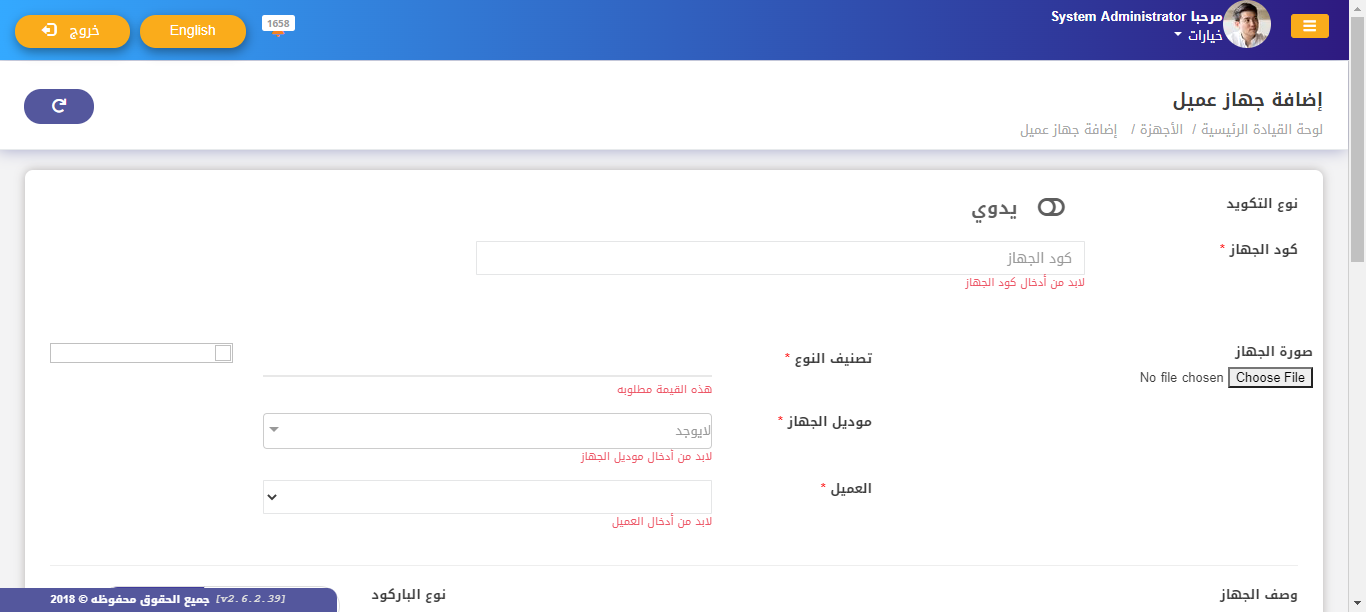 مرحبا System Administrator
خيارات
1658
English
خروج
إضافة جهاز عميل
لوحة القيادة الرئيسية / الأجهزة / إضافة جهاز عميل
نوع التكويد
يدوي
كود الجهاز *
كود الجهاز
لابد من أدخال كود الجهاز
صورة الجهاز
Choose File No file chosen
تصنيف النوع *
هذه القيمة مطلوبه
موديل الجهاز *
لايوجد
لابد من أدخال موديل الجهاز
العميل *
لابد من أدخال العميل
وصف الجهاز
نوع الباركود
جميع الحقوق محفوظه © 2018 [v2.6.2.39]